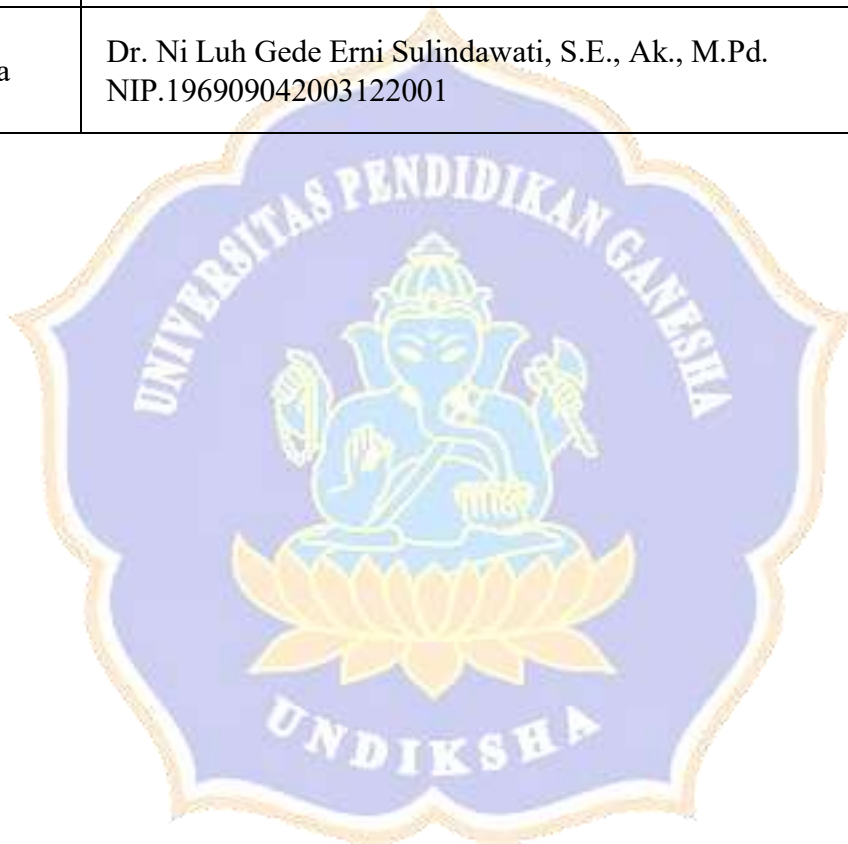 a
Dr. Ni Luh Gede Erni Sulindawati, S.E., Ak., M.Pd.
NIP.196909042003122001
UNIVERSITAS PENDIDIKAN GANESHA
UNDIKSHA